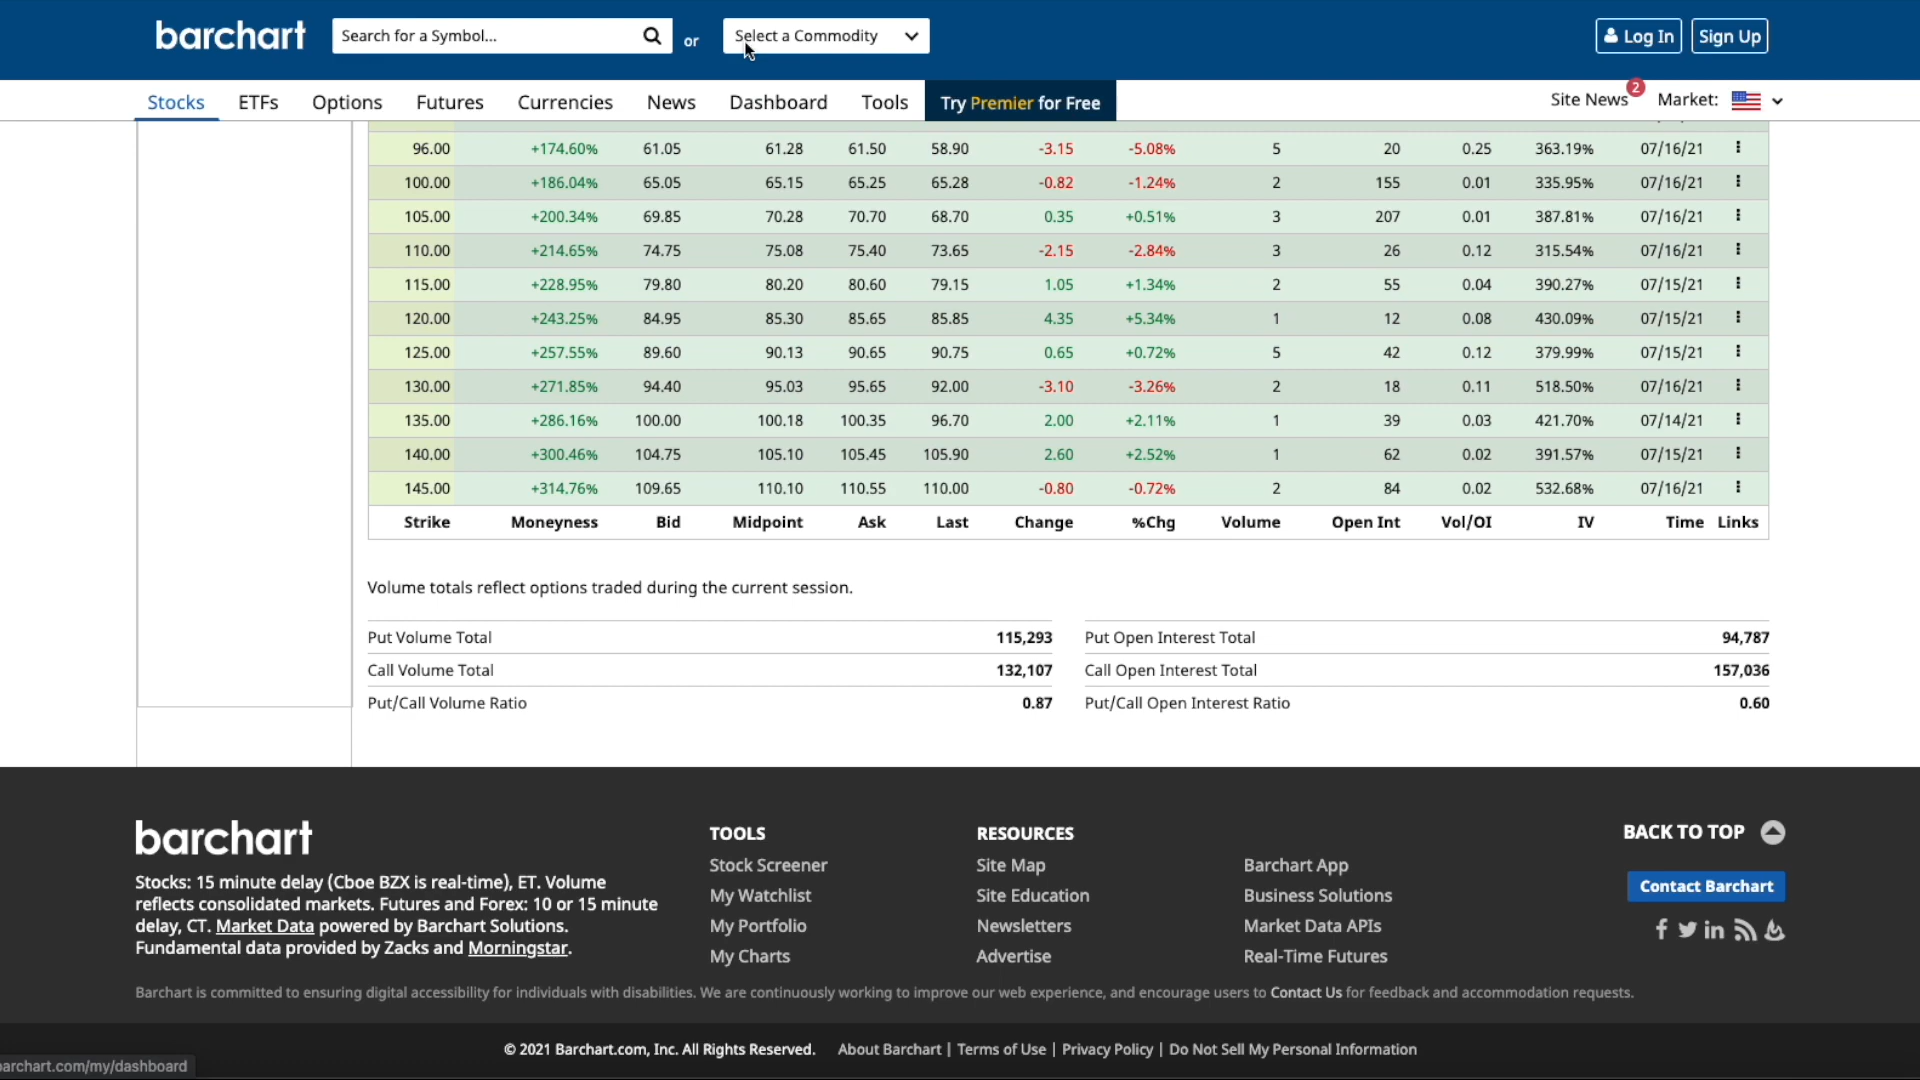 barchart
Search for a Symbol...
or
Select a Commodity
Log In
Sign Up
Stocks ETFs Options Futures Currencies News Dashboard Tools Try Premier for Free
Site News 2 Market:
96.00 +174.60% 61.05 61.28 61.50 58.90 -3.15 -5.08% 5 20 0.25 363.19% 07/16/21
100.00 +186.04% 65.05 65.15 65.25 65.28 -0.82 -1.24% 2 155 0.01 335.95% 07/16/21
105.00 +200.34% 69.85 70.28 70.70 68.70 0.35 +0.51% 3 207 0.01 387.81% 07/16/21
110.00 +214.65% 74.75 75.08 75.40 73.65 -2.15 -2.84% 3 26 0.12 315.54% 07/16/21
115.00 +228.95% 79.80 80.20 80.60 79.15 1.05 +1.34% 2 55 0.04 390.27% 07/15/21
120.00 +243.25% 84.95 85.30 85.65 85.85 4.35 +5.34% 1 12 0.08 430.09% 07/15/21
125.00 +257.55% 89.60 90.13 90.65 90.75 0.65 +0.72% 5 42 0.12 379.99% 07/15/21
130.00 +271.85% 94.40 95.03 95.65 92.00 -3.10 -3.26% 2 18 0.11 518.50% 07/16/21
135.00 +286.16% 100.00 100.18 100.35 96.70 2.00 +2.11% 1 39 0.03 421.70% 07/14/21
140.00 +300.46% 104.75 105.10 105.45 105.90 2.60 +2.52% 1 62 0.02 391.57% 07/15/21
145.00 +314.76% 109.65 110.10 110.55 110.00 -0.80 -0.72% 2 84 0.02 532.68% 07/16/21
Strike Moneyness Bid Midpoint Ask Last Change %Chg Volume Open Int Vol/OI IV Time Links
Volume totals reflect options traded during the current session.
Put Volume Total 115,293
Call Volume Total 132,107
Put/Call Volume Ratio 0.87
Put Open Interest Total 94,787
Call Open Interest Total 157,036
Put/Call Open Interest Ratio 0.60
barchart
Stocks: 15 minute delay (Cboe BZX is real-time), ET. Volume
reflects consolidated markets. Futures and Forex: 10 or 15 minute
delay, CT. Market Data powered by Barchart Solutions.
Fundamental data provided by Zacks and Morningstar.
TOOLS
Stock Screener
My Watchlist
My Portfolio
My Charts
RESOURCES
Site Map
Site Education
Newsletters
Advertise
Barchart App
Business Solutions
Market Data APIs
Real-Time Futures
BACK TO TOP
Contact Barchart
Barchart is committed to ensuring digital accessibility for individuals with disabilities. We are continuously working to improve our web experience, and encourage users to Contact Us for feedback and accommodation requests.
© 2021 Barchart.com, Inc. All Rights Reserved. About Barchart | Terms of Use | Privacy Policy | Do Not Sell My Personal Information
archart.com/my/dashboard